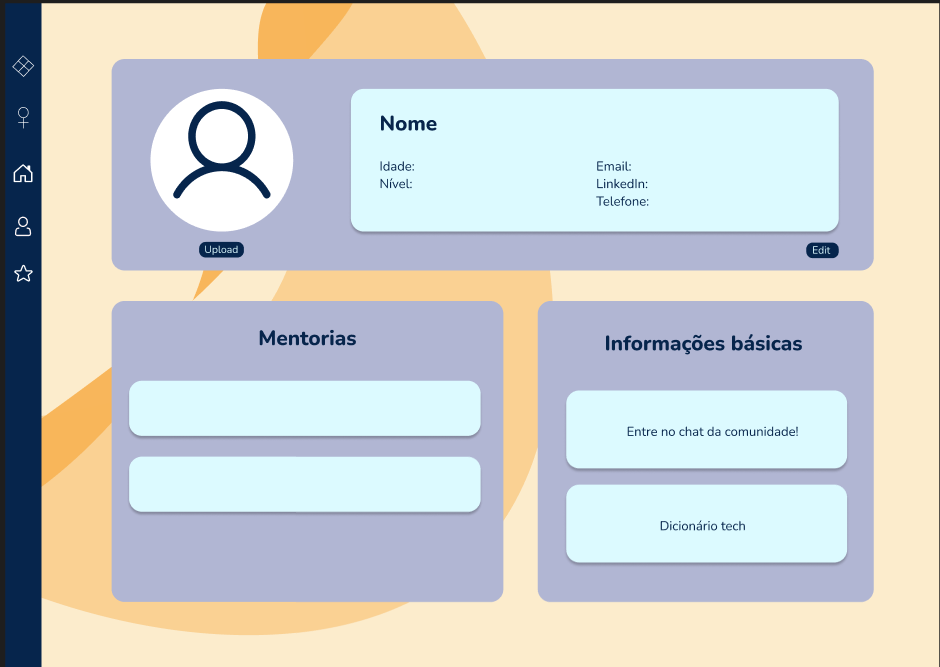 Nome
Idade:
Nível:
Email:
LinkedIn:
Telefone:
Upload
Edit
Mentorias
Informações básicas
Entre no chat da comunidade!
Dicionário tech